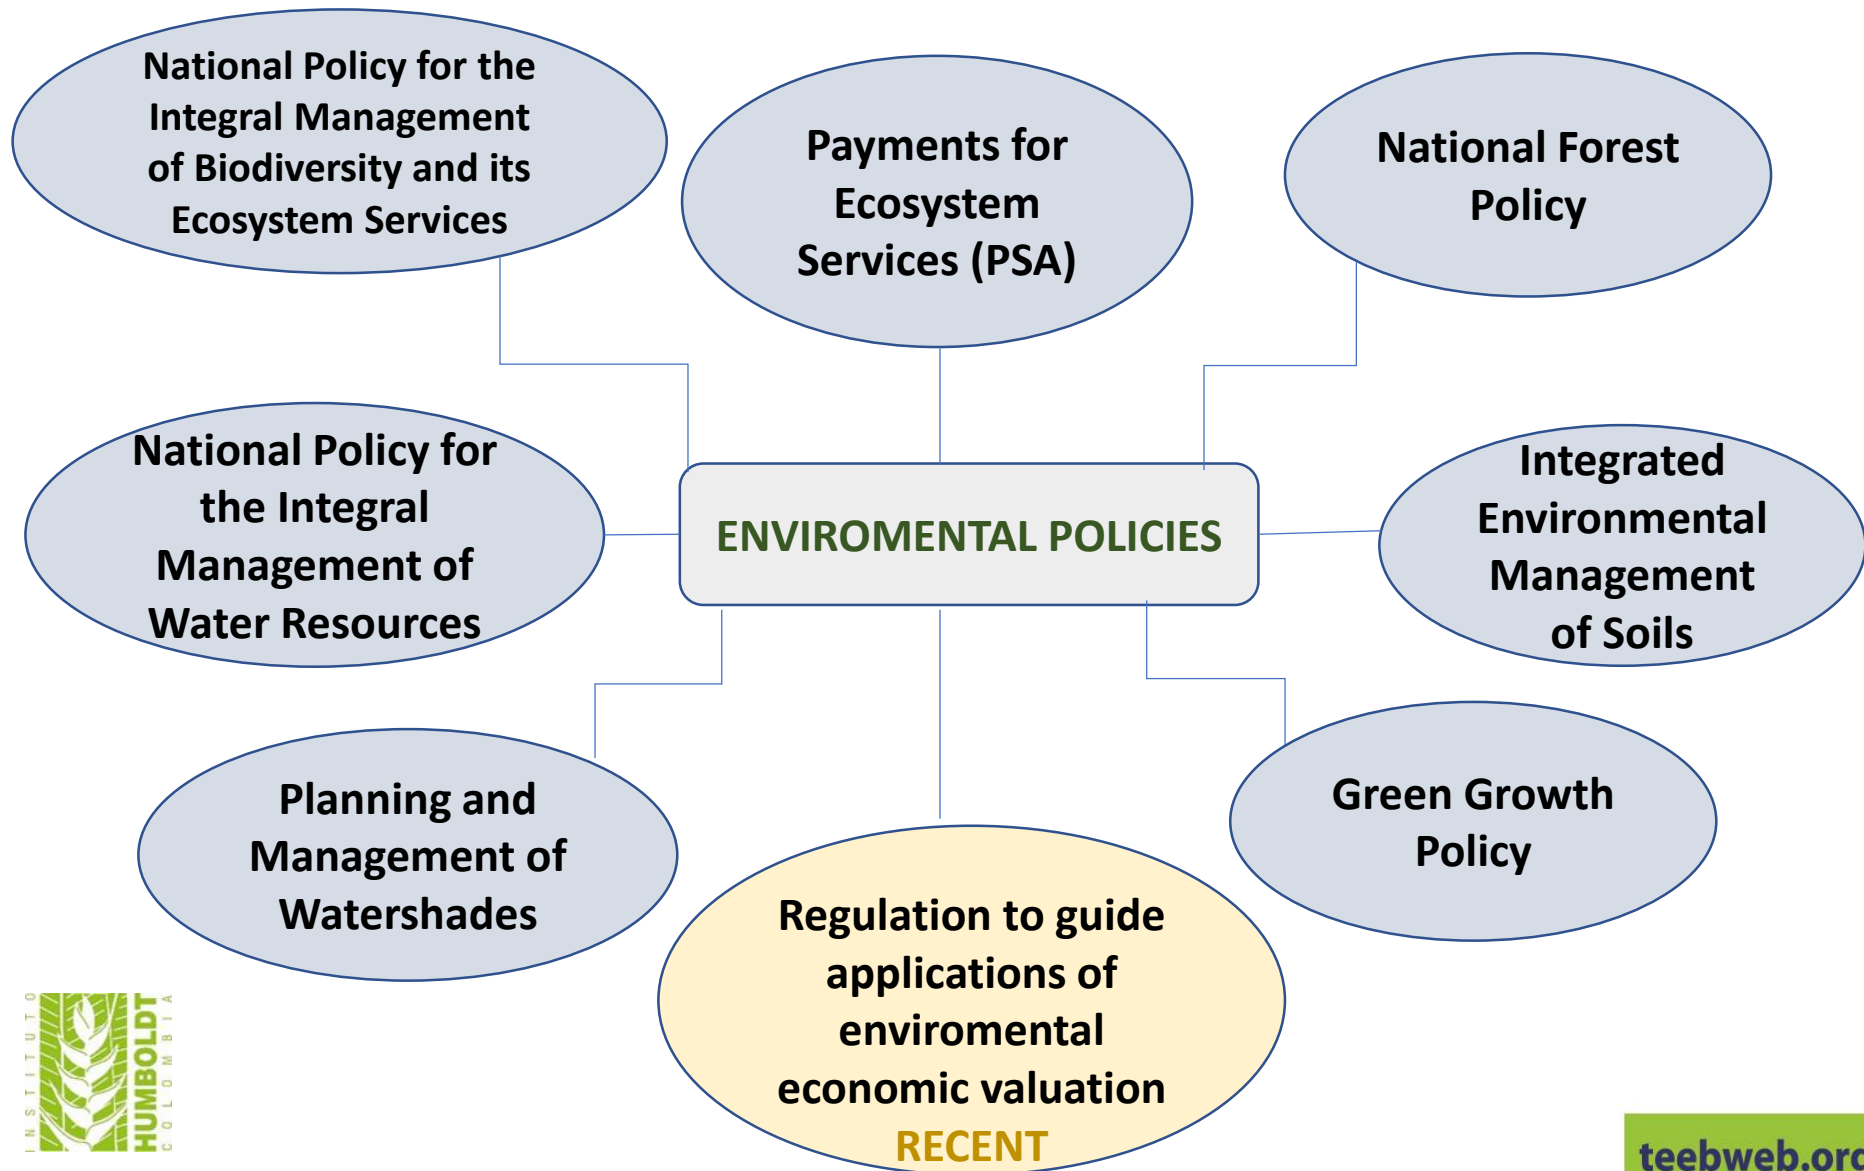 National Policy for the
Integral Management
of Biodiversity and its
Ecosystem Services
Payments for
Ecosystem
Services (PSA)
National Forest
Policy
National Policy for
the Integral
Management of
Water Resources
ENVIROMENTAL POLICIES
Integrated
Environmental
Management
of Soils
Planning and
Management of
Watershades
Regulation to guide
applications of
enviromental
economic valuation
RECENT
Green Growth
Policy
INSTITUTO
HUMBOLDT
COLOMBIA
teebweb.org